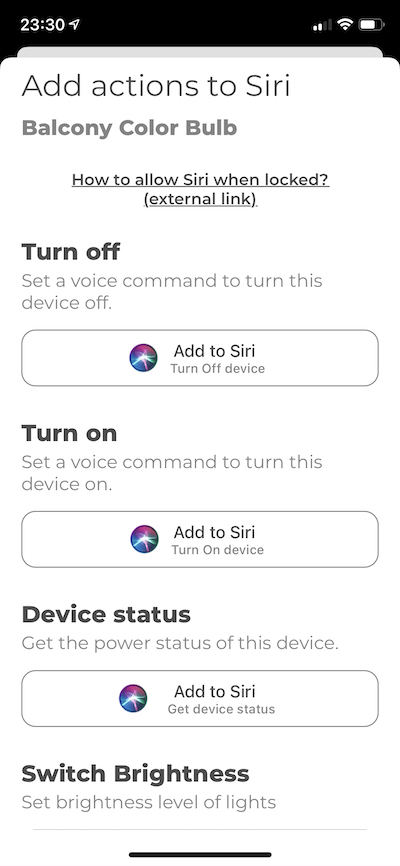 23:30
Add actions to Siri
Balcony Color Bulb
How to allow Siri when locked?
(external link)
Turn off
Set a voice command to turn this
device off.
Add to Siri
Turn Off device
Turn on
Set a voice command to turn this
device on.
Add to Siri
Turn On device
Device status
Get the power status of this device.
Add to Siri
Get device status
Switch Brightness
Set brightness level of lights